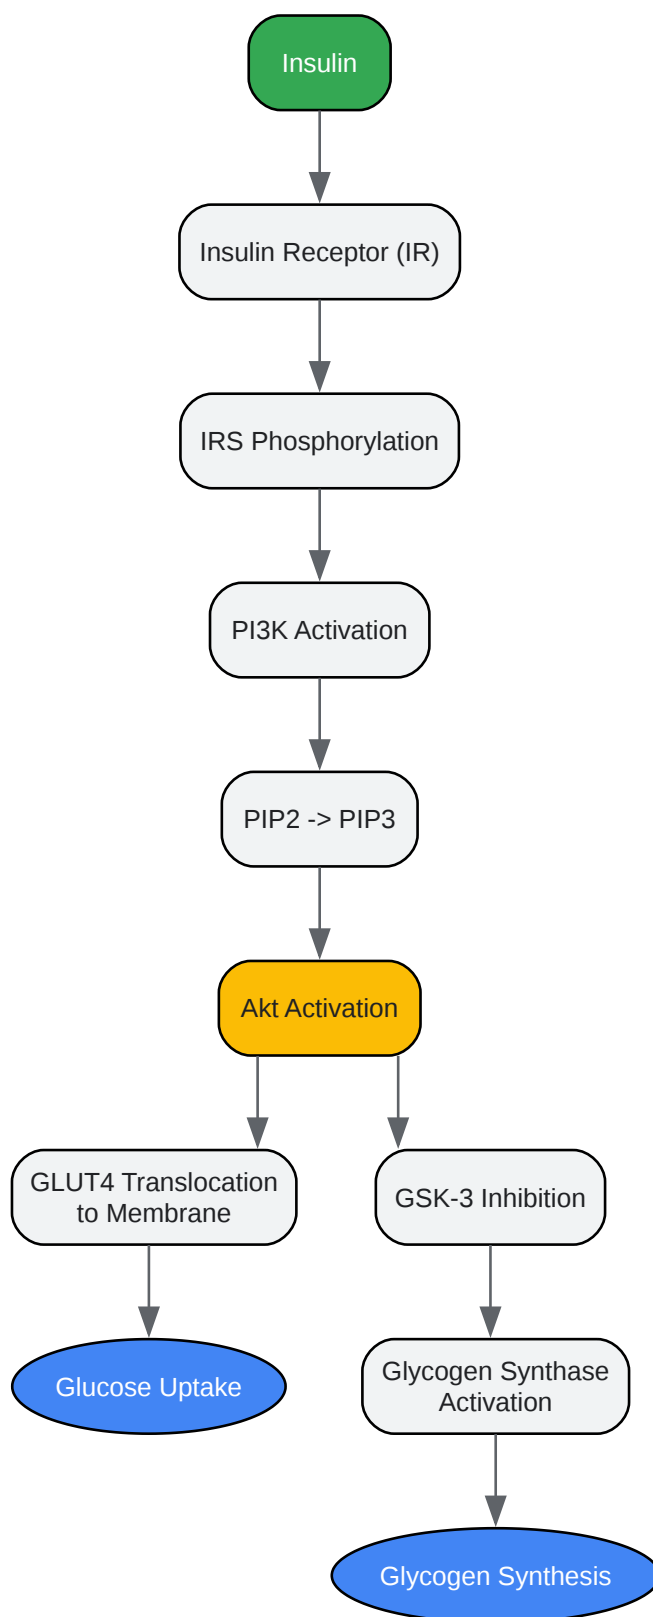 Insulin
Insulin Receptor (IR)
IRS Phosphorylation
PI3K Activation
PIP2 -> PIP3
Akt Activation
GLUT4 Translocation
to Membrane
GSK-3 Inhibition
Glucose Uptake
Glycogen Synthase
Activation
Glycogen Synthesis